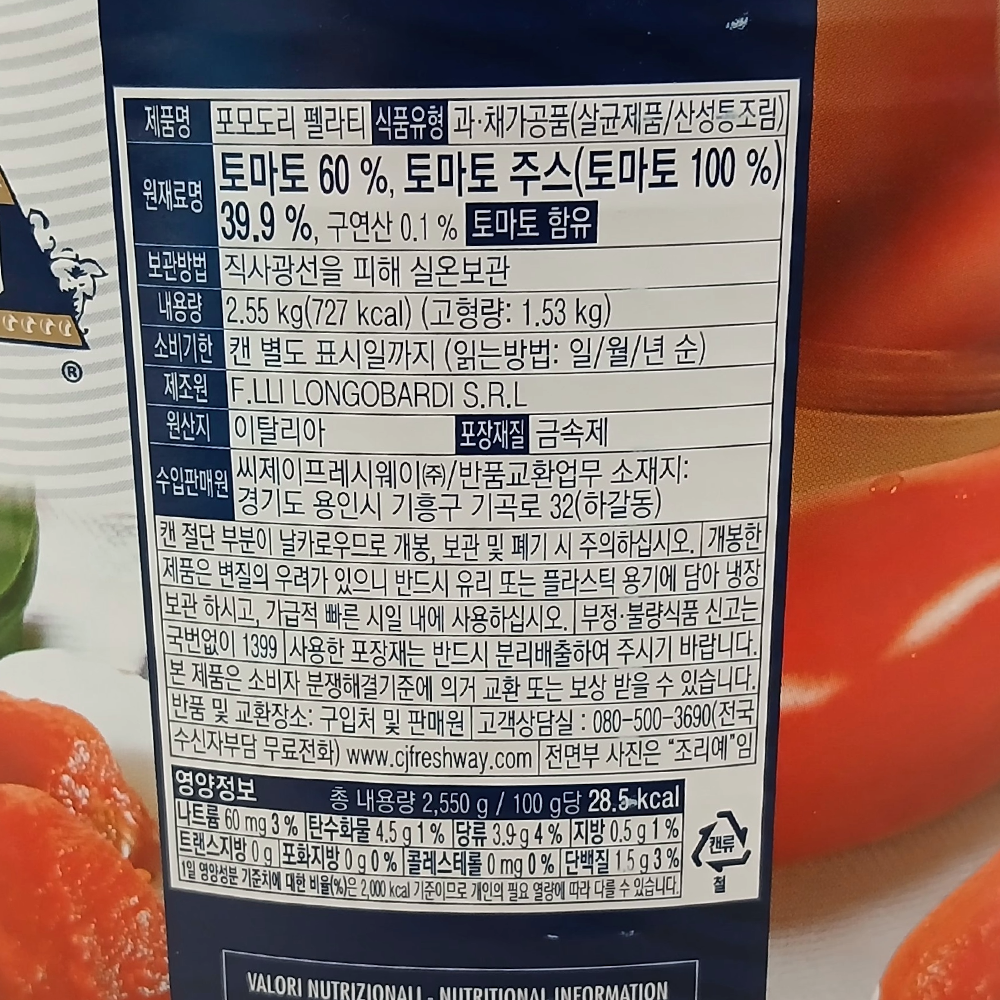 ®
제품명 포모도리 펠라티 식품유형 과·채가공품(살균제품/산성통조림)
원재료명 토마토 60 %, 토마토 주스(토마토 100 %)
39.9 %, 구연산 0.1 % 토마토 함유
보관방법 직사광선을 피해 실온보관
내용량 2.55 kg(727 kcal) (고형량: 1.53 kg)
소비기한 캔 별도 표시일까지 (읽는방법: 일/월/년 순)
제조원 F.LLI LONGOBARDI S.R.L
원산지 이탈리아 포장재질 금속제
수입판매원 씨제이프레시웨이㈜/반품교환업무 소재지:
경기도 용인시 기흥구 기곡로 32(하갈동)
캔 절단 부분이 날카로우므로 개봉, 보관 및 폐기 시 주의하십시오. 개봉한
제품은 변질의 우려가 있으니 반드시 유리 또는 플라스틱 용기에 담아 냉장
보관 하시고, 가급적 빠른 시일 내에 사용하십시오. 부정·불량식품 신고는
국번없이 1399 사용한 포장재는 반드시 분리배출하여 주시기 바랍니다.
본 제품은 소비자 분쟁해결기준에 의거 교환 또는 보상 받을 수 있습니다.
반품 및 교환장소: 구입처 및 판매원 고객상담실 : 080-500-3690(전국
수신자부담 무료전화) www.cjfreshway.com 전면부 사진은 “조리예”임
영양정보 총 내용량 2,550 g / 100 g당 28.5 kcal
나트륨 60 mg 3 % 탄수화물 4.5 g 1 % 당류 3.9 g 4 % 지방 0.5 g 1 %
트랜스지방 0 g 포화지방 0 g 0 % 콜레스테롤 0 mg 0 % 단백질 1.5 g 3 %
1일 영양성분 기준치에 대한 비율(%)은 2,000 kcal 기준이므로 개인의 필요 열량에 따라 다를 수 있습니다.
캔류
철
VALORI NUTRIZIONALI - NUTRITIONAL INFORMATION